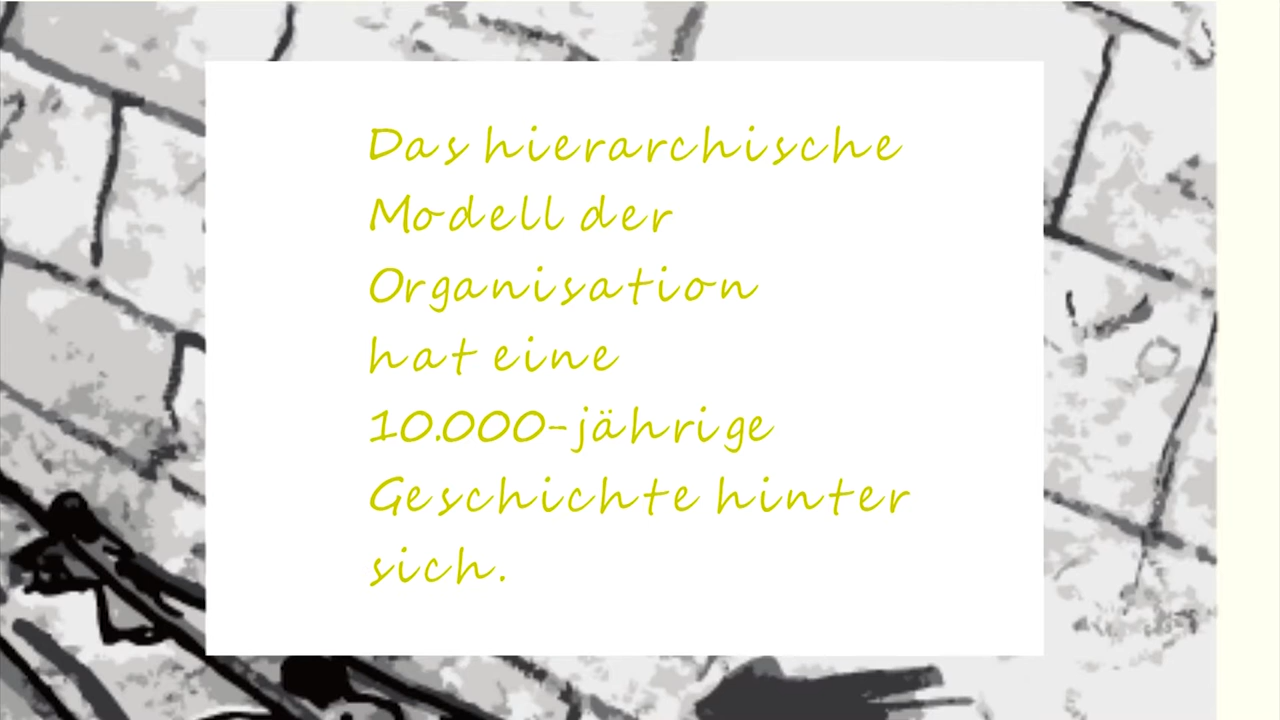 Das hierarchische
Modell der
Organisation
hat eine
10.000-jährige
Geschichte hinter
sich.